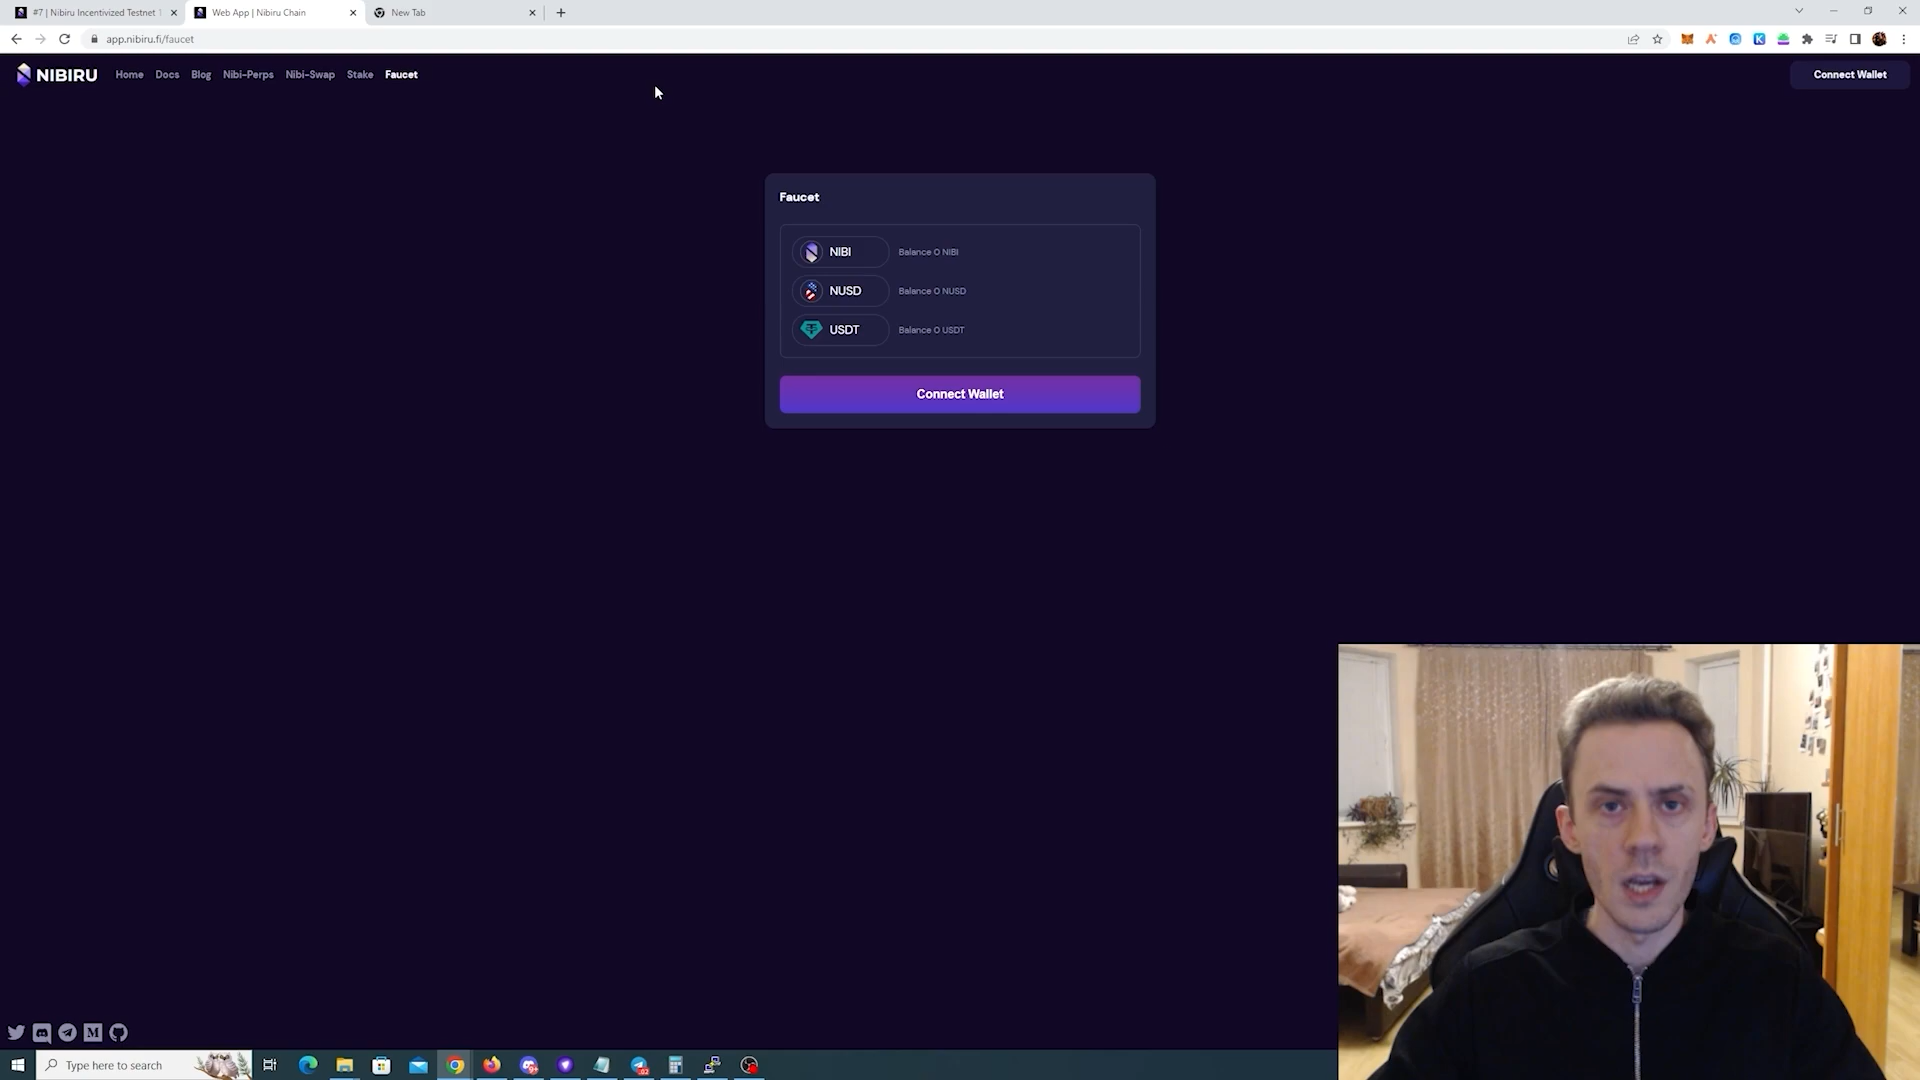 #7 | Nibiru Incentivized Testnet 1
Web App | Nibiru Chain
New Tab
app.nibiru.fi/faucet
NIBIRU
Home
Docs
Blog
Nibi-Perps
Nibi-Swap
Stake
Faucet
Connect Wallet
Faucet
NIBI
Balance 0 NIBI
NUSD
Balance 0 NUSD
USDT
Balance 0 USDT
Connect Wallet
Type here to search